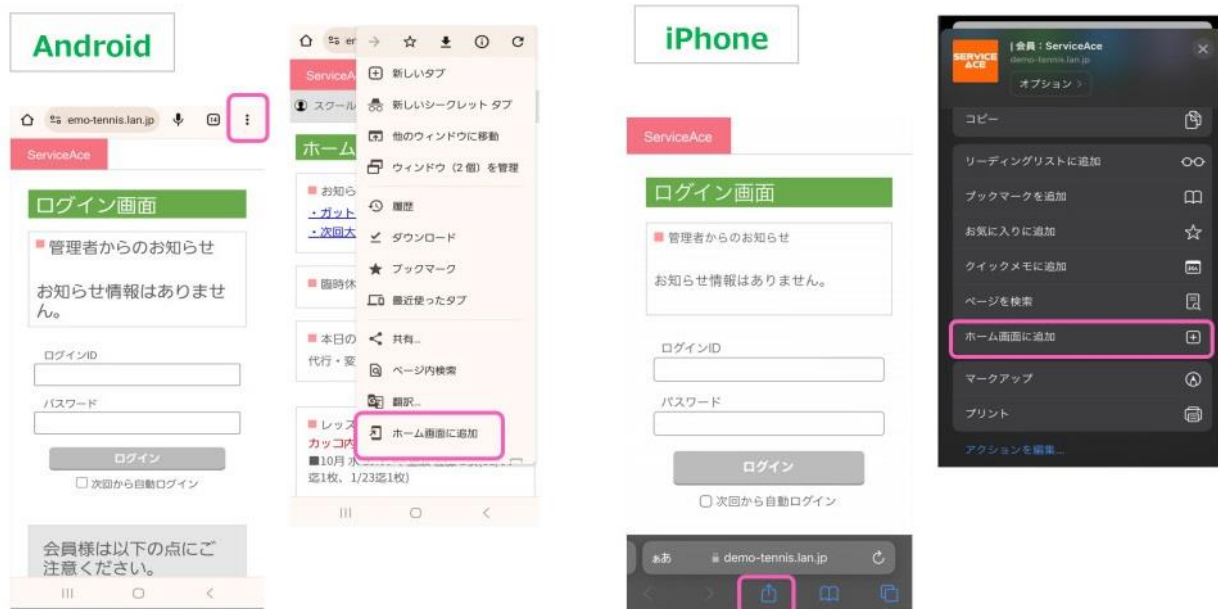 Android
emo-tennis.lan.jp
14
ServiceAce
ログイン画面
管理者からのお知らせ
お知らせ情報はありませ
ん。
ログインID
パスワード
ログイン
次回から自動ログイン
会員様は以下の点にご
注意ください。
er
ServiceA
スクール
ホーム
お知ら
・ガット
・次回大
臨時休
本日の
代行・変
レッス
カッコ内
■10月 水
迄1枚、1/23迄1枚)
新しいタブ
新しいシークレット タブ
他のウィンドウに移動
ウィンドウ（2 個）を管理
履歴
ダウンロード
ブックマーク
最近使ったタブ
共有...
ページ内検索
翻訳...
ホーム画面に追加
iPhone
ServiceAce
ログイン画面
管理者からのお知らせ
お知らせ情報はありません。
ログインID
パスワード
ログイン
次回から自動ログイン
ぁあ
demo-tennis.lan.jp
SERVICE
ACE
| 会員：ServiceAce
demo-tennis.lan.jp
オプション >
コピー
リーディングリストに追加
ブックマークを追加
お気に入りに追加
クイックメモに追加
ページを検索
ホーム画面に追加
マークアップ
プリント
アクションを編集...